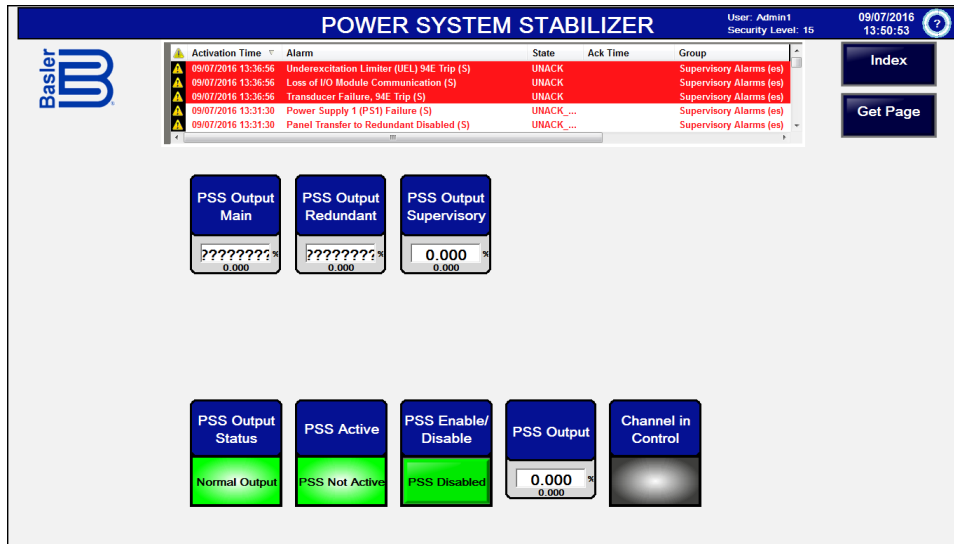 POWER SYSTEM STABILIZER
User: Admin1
Security Level: 15
09/07/2016
13:50:53
?
Basler
Activation Time Alarm State Ack Time Group
09/07/2016 13:36:56 Underexcitation Limiter (UEL) 94E Trip (S) UNACK Supervisory Alarms (es)
09/07/2016 13:36:56 Loss of I/O Module Communication (S) UNACK Supervisory Alarms (es)
09/07/2016 13:36:56 Transducer Failure, 94E Trip (S) UNACK Supervisory Alarms (es)
09/07/2016 13:31:30 Power Supply 1 (PS1) Failure (S) UNACK_... Supervisory Alarms (es)
09/07/2016 13:31:30 Panel Transfer to Redundant Disabled (S) UNACK_... Supervisory Alarms (es)
Index
Get Page
PSS Output
Main
???????? %
0.000
PSS Output
Redundant
???????? %
0.000
PSS Output
Supervisory
0.000 %
0.000
PSS Output
Status
Normal Output
PSS Active
PSS Not Active
PSS Enable/
Disable
PSS Disabled
PSS Output
0.000 %
0.000
Channel in
Control